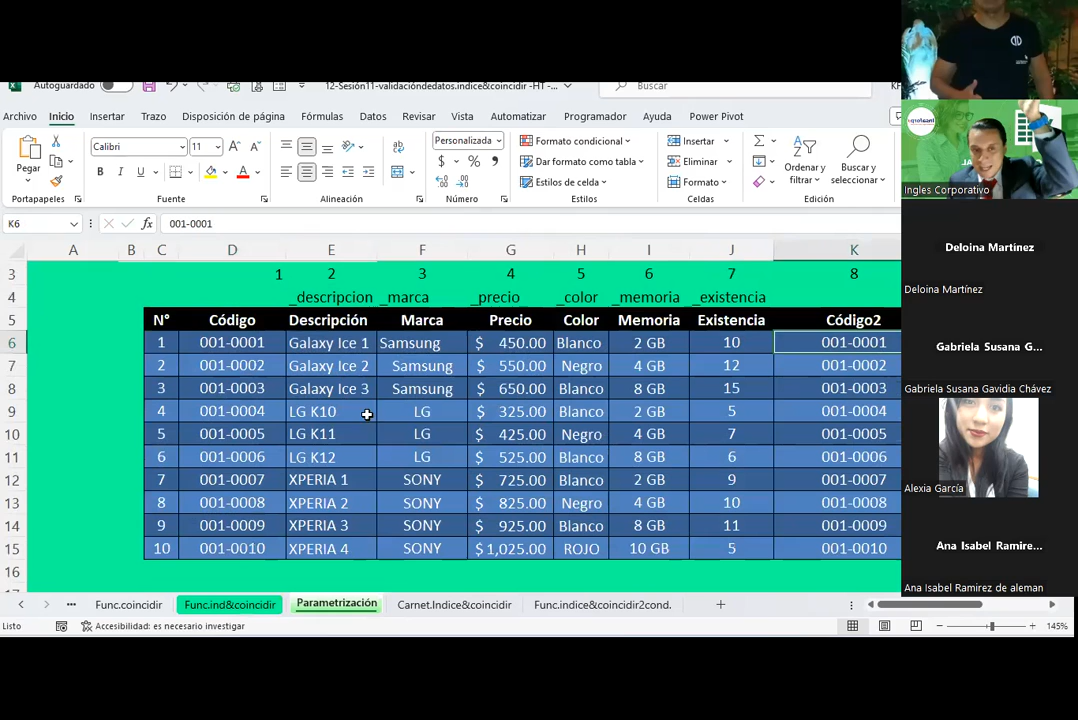 Autoguardado
12-Sesión11-validacióndedatos.indice&coincidir -HT - ...
Buscar
Archivo Inicio Insertar Trazo Disposición de página Fórmulas Datos Revisar Vista Automatizar Programador Ayuda Power Pivot
Pegar
Portapapeles
Calibri 11
N K S
Fuente
Alineación
Personalizada
$ % ,
Número
Formato condicional
Dar formato como tabla
Estilos de celda
Estilos
Insertar
Eliminar
Formato
Celdas
Ordenar y filtrar
Buscar y seleccionar
Edición
K6 fx 001-0001
A B C D E F G H I J K
3 1 2 3 4 5 6 7 8
4 _descripcion _marca _precio _color _memoria _existencia
5 N° Código Descripción Marca Precio Color Memoria Existencia Código2
6 1 001-0001 Galaxy Ice 1 Samsung $ 450.00 Blanco 2 GB 10 001-0001
7 2 001-0002 Galaxy Ice 2 Samsung $ 550.00 Negro 4 GB 12 001-0002
8 3 001-0003 Galaxy Ice 3 Samsung $ 650.00 Blanco 8 GB 15 001-0003
9 4 001-0004 LG K10 LG $ 325.00 Blanco 2 GB 5 001-0004
10 5 001-0005 LG K11 LG $ 425.00 Negro 4 GB 7 001-0005
11 6 001-0006 LG K12 LG $ 525.00 Blanco 8 GB 6 001-0006
12 7 001-0007 XPERIA 1 SONY $ 725.00 Blanco 2 GB 9 001-0007
13 8 001-0008 XPERIA 2 SONY $ 825.00 Negro 4 GB 10 001-0008
14 9 001-0009 XPERIA 3 SONY $ 925.00 Blanco 8 GB 11 001-0009
15 10 001-0010 XPERIA 4 SONY $ 1,025.00 ROJO 10 GB 5 001-0010
16
... Func.coincidir Func.ind&coincidir Parametrización Carnet.Indice&coincidir Func.indice&coincidir2cond.
Listo Accesibilidad: es necesario investigar 145%
Ingles Corporativo
Deloina Martínez
Deloina Martínez
Gabriela Susana G...
Gabriela Susana Gavidia Chávez
Alexia García
Ana Isabel Ramire...
Ana Isabel Ramirez de aleman